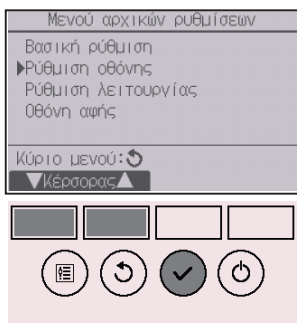 Μενού αρχικών ρυθμίσεων
Βασική ρύθμιση
▶Ρύθμιση οθόνης
Ρύθμιση λειτουργίας
Οθόνη αφής
Κύριο μενού:
▼Κέρσορας▲